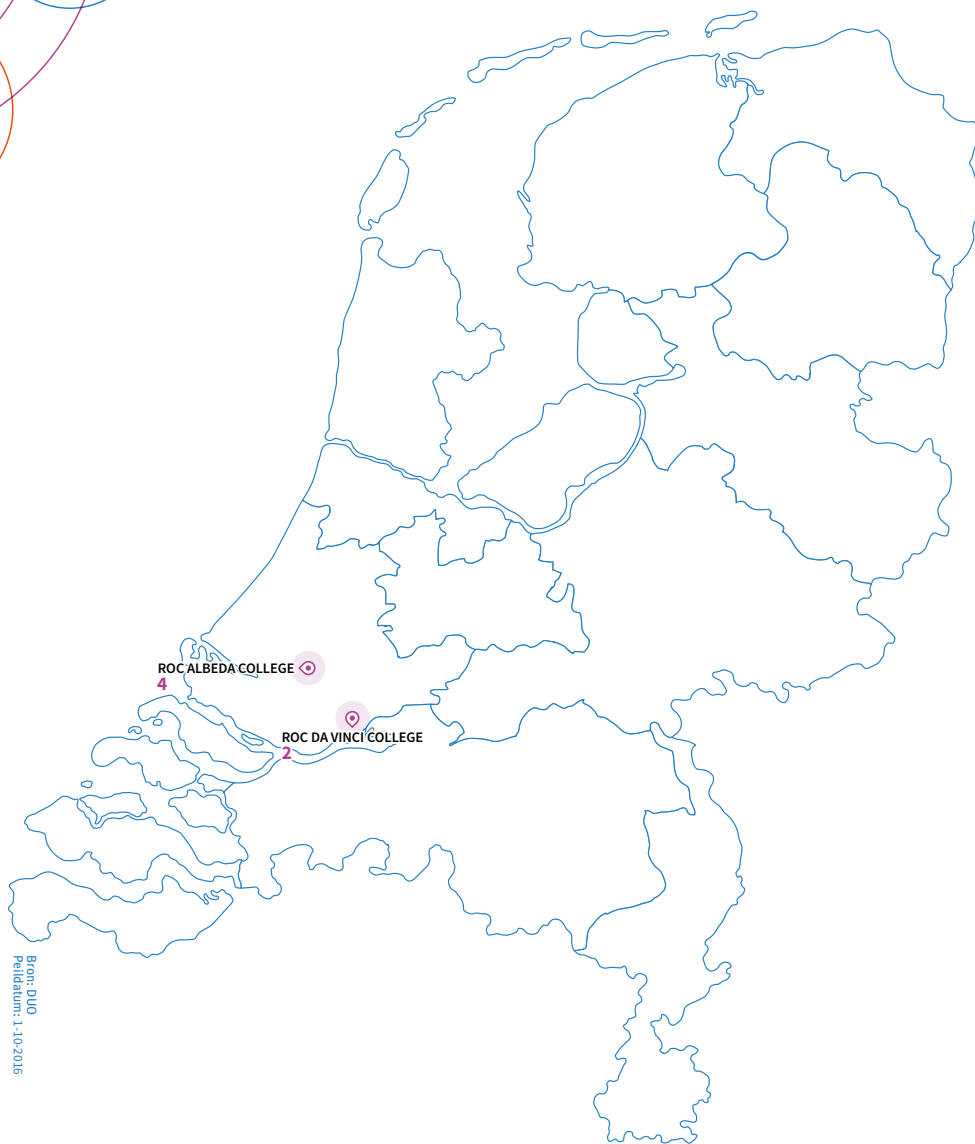 ROC ALBEDA COLLEGE
4
ROC DA VINCI COLLEGE
2
Bron: DUO
Peildatum: 1-10-2016